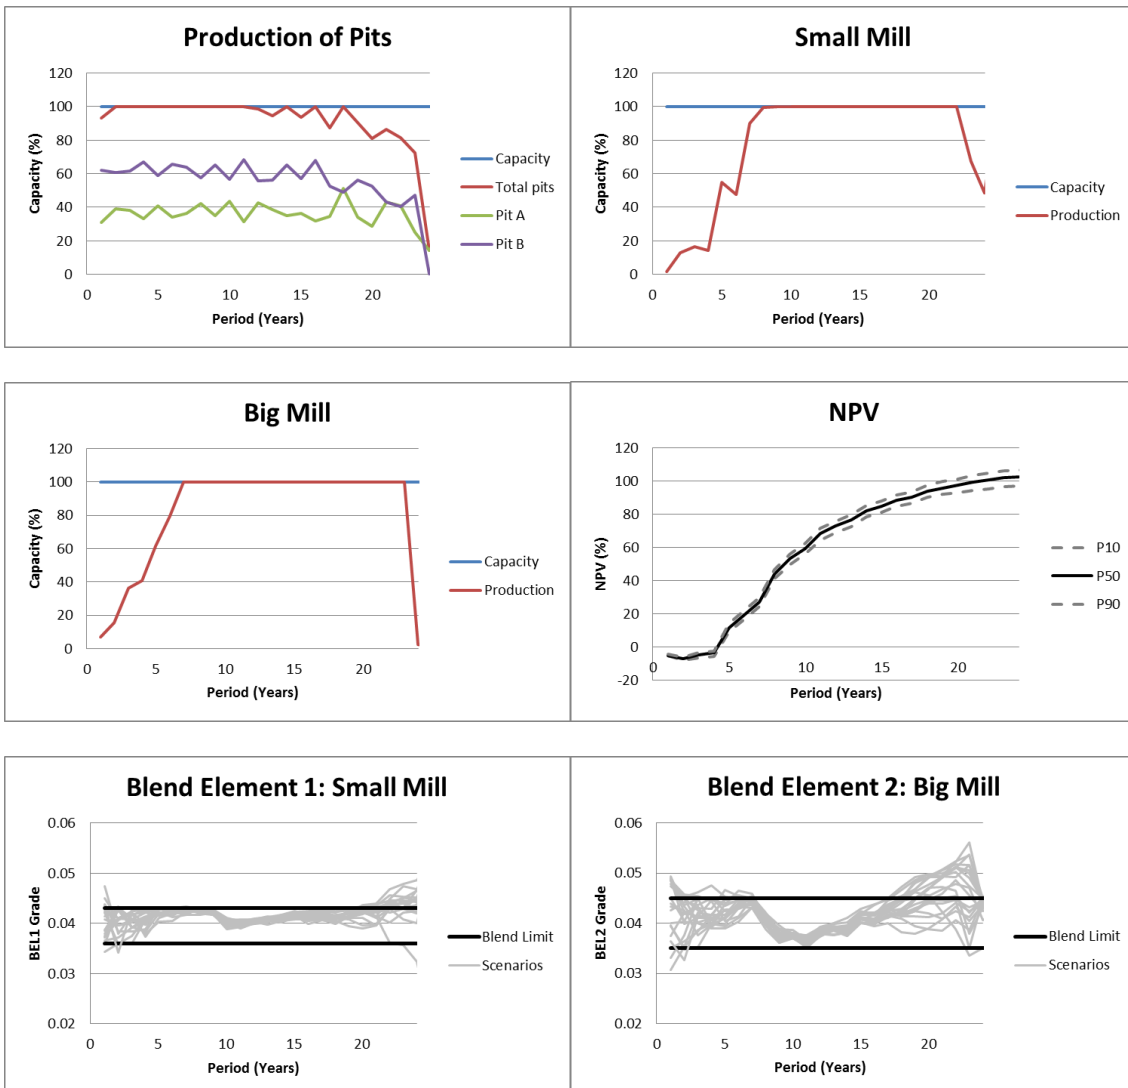 Production of Pits
120
100
80
60
40
20
0
0 5 10 15 20
Capacity (%)
Period (Years)
Capacity
Total pits
Pit A
Pit B
Small Mill
120
100
80
60
40
20
0
0 5 10 15 20
Capacity (%)
Period (Years)
Capacity
Production
Big Mill
120
100
80
60
40
20
0
0 5 10 15 20
Capacity (%)
Period (Years)
Capacity
Production
NPV
120
100
80
60
40
20
0
-20
0 5 10 15 20
NPV (%)
Period (Years)
P10
P50
P90
Blend Element 1: Small Mill
0.06
0.05
0.04
0.03
0.02
0 5 10 15 20
BEL1 Grade
Period (Years)
Blend Limit
Scenarios
Blend Element 2: Big Mill
0.06
0.05
0.04
0.03
0.02
0 5 10 15 20
BEL2 Grade
Period (Years)
Blend Limit
Scenarios